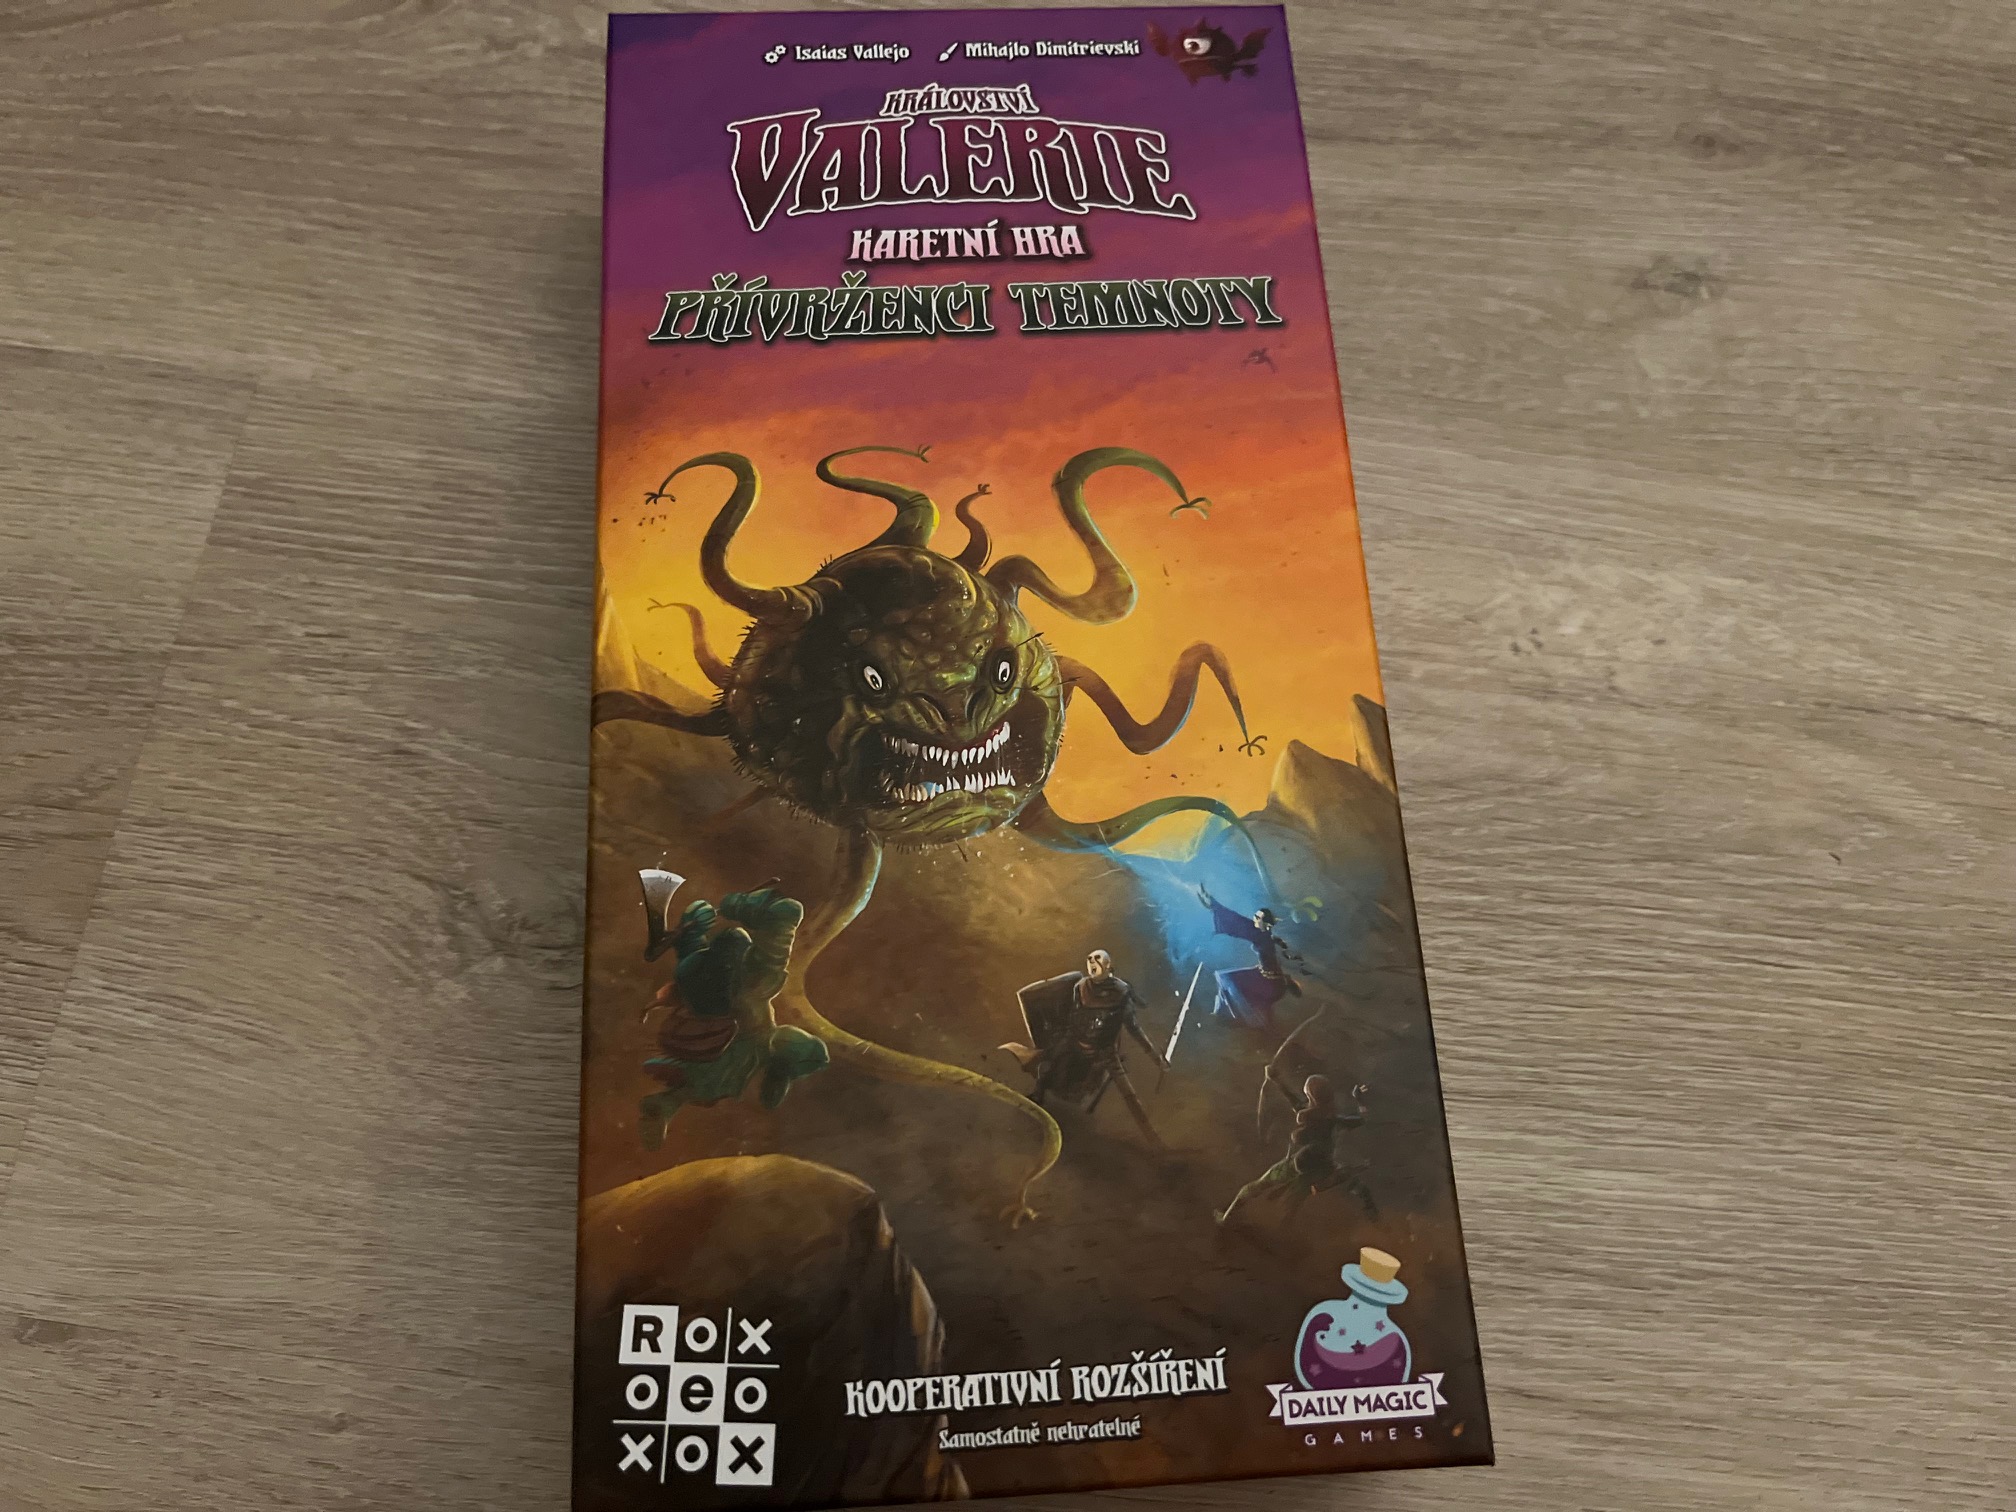 Isaias Vallejo Mihajlo Dimitrievski
KRÁLOVSTVÍ
VALERIE
KARETNÍ HRA
PŘÍVRŽENCI TEMNOTY
ROX
oeo
xox
KOOPERATIVNÍ ROZŠÍŘENÍ
Samostatně nehratelné
DAILY MAGIC
GAMES